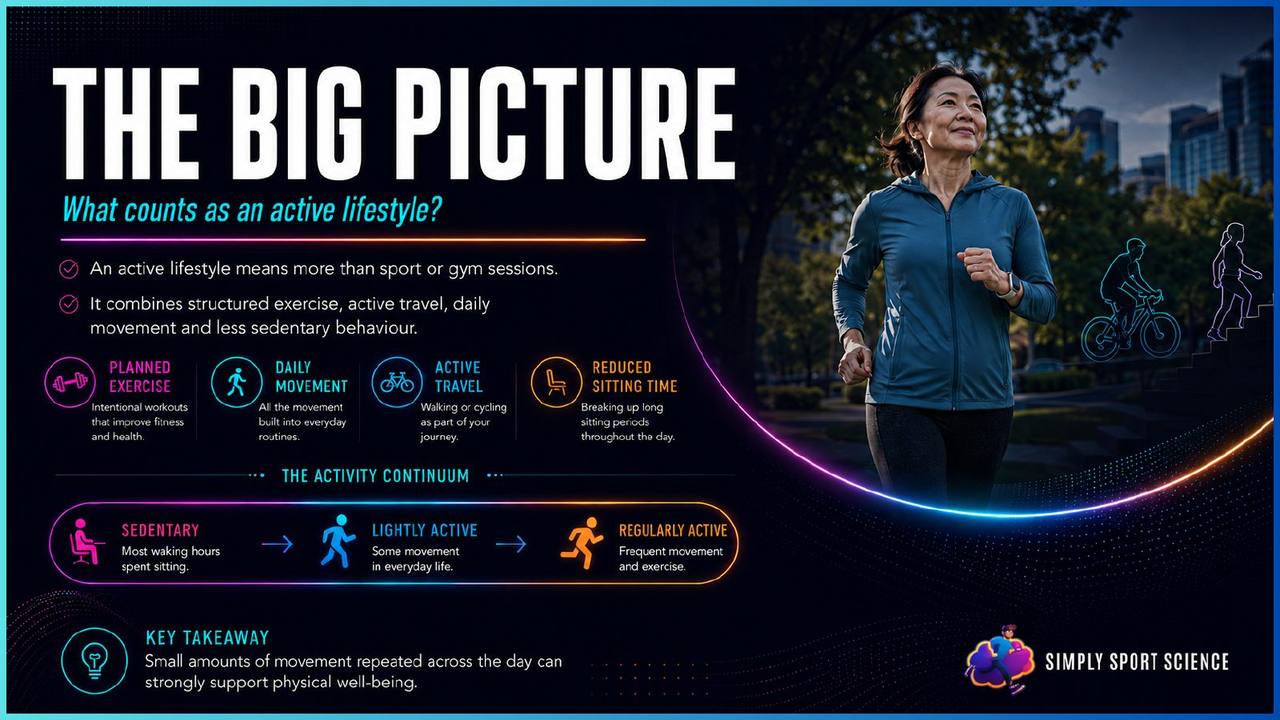 THE BIG PICTURE
What counts as an active lifestyle?
An active lifestyle means more than sport or gym sessions.
It combines structured exercise, active travel, daily
movement and less sedentary behaviour.
PLANNED
EXERCISE
Intentional workouts
that improve fitness
and health.
DAILY
MOVEMENT
All the movement
built into everyday
routines.
ACTIVE
TRAVEL
Walking or cycling
as part of your
journey.
REDUCED
SITTING TIME
Breaking up long
sitting periods
throughout the day.
THE ACTIVITY CONTINUUM
SEDENTARY
Most waking hours
spent sitting.
LIGHTLY ACTIVE
Some movement
in everyday life.
REGULARLY ACTIVE
Frequent movement
and exercise.
KEY TAKEAWAY
Small amounts of movement repeated across the day can
strongly support physical well-being.
SIMPLY SPORT SCIENCE